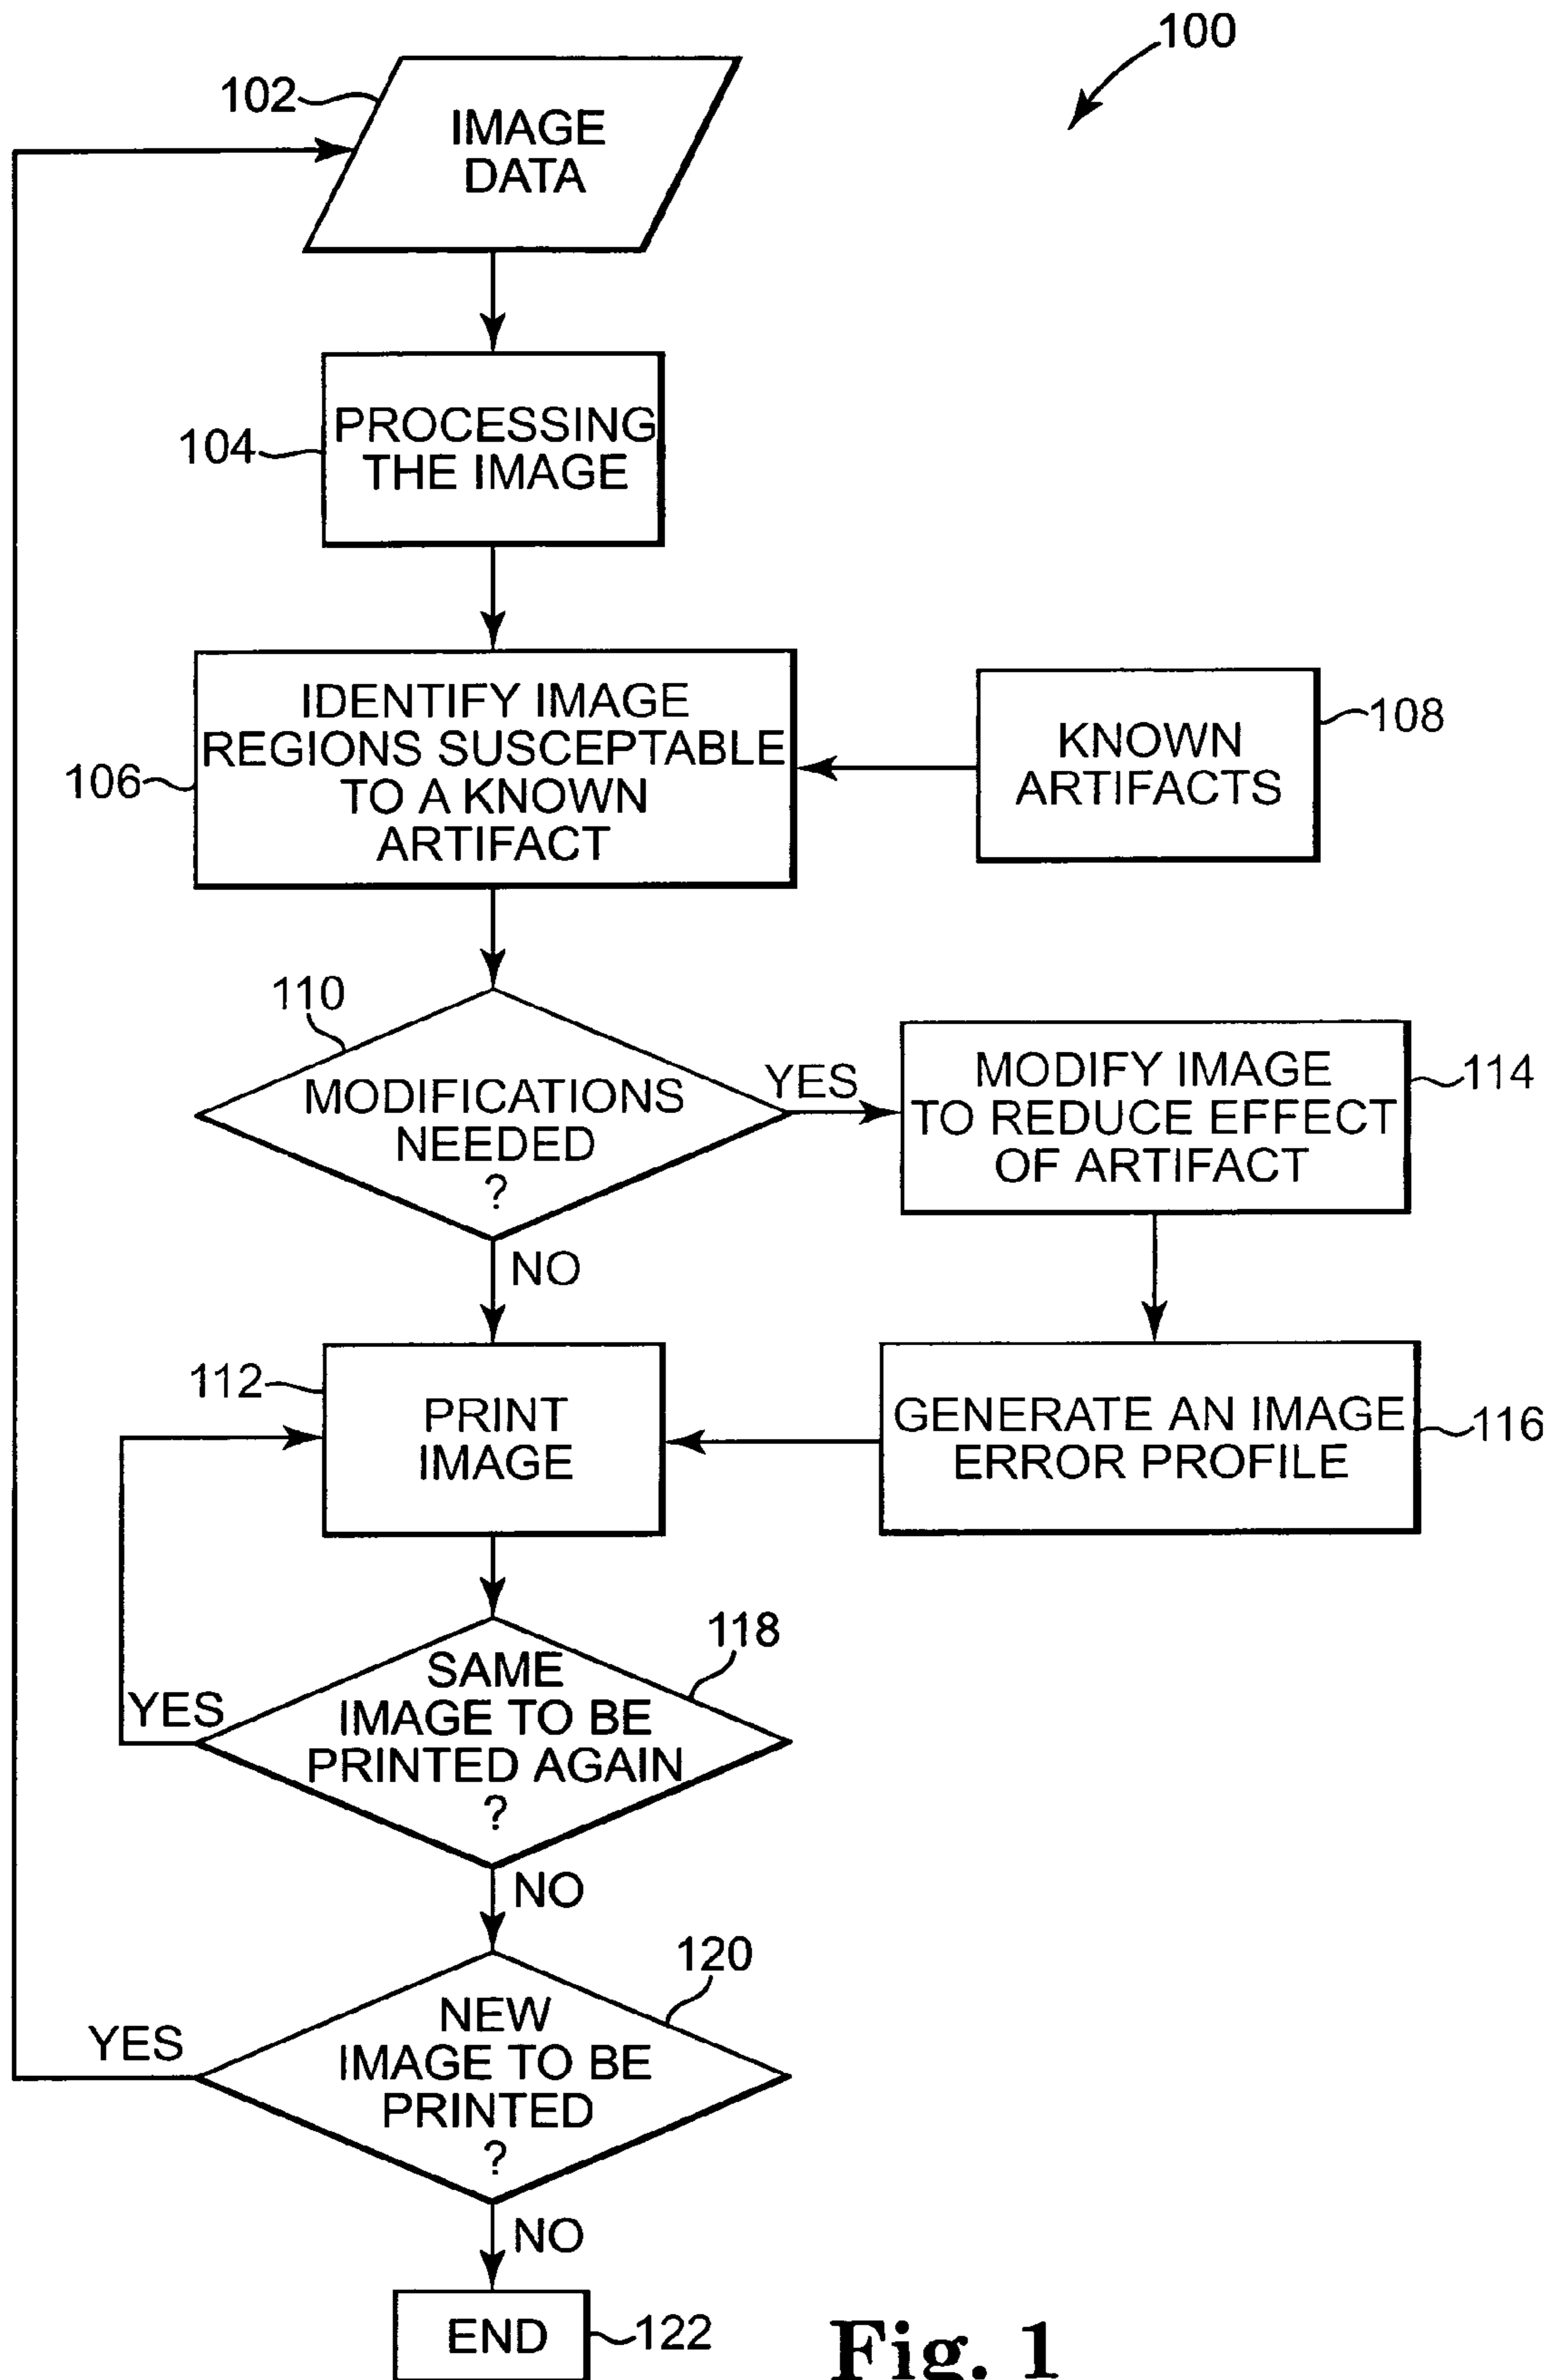 100
102
IMAGE
DATA
104
PROCESSING
THE IMAGE
106
IDENTIFY IMAGE
REGIONS SUSCEPTABLE
TO A KNOWN
ARTIFACT
KNOWN
ARTIFACTS
108
110
MODIFICATIONS
NEEDED
?
YES
MODIFY IMAGE
TO REDUCE EFFECT
OF ARTIFACT
114
NO
112
PRINT
IMAGE
GENERATE AN IMAGE
ERROR PROFILE
116
118
SAME
IMAGE TO BE
PRINTED AGAIN
?
YES
NO
120
NEW
IMAGE TO BE
PRINTED
?
YES
NO
END
122
Fig. 1